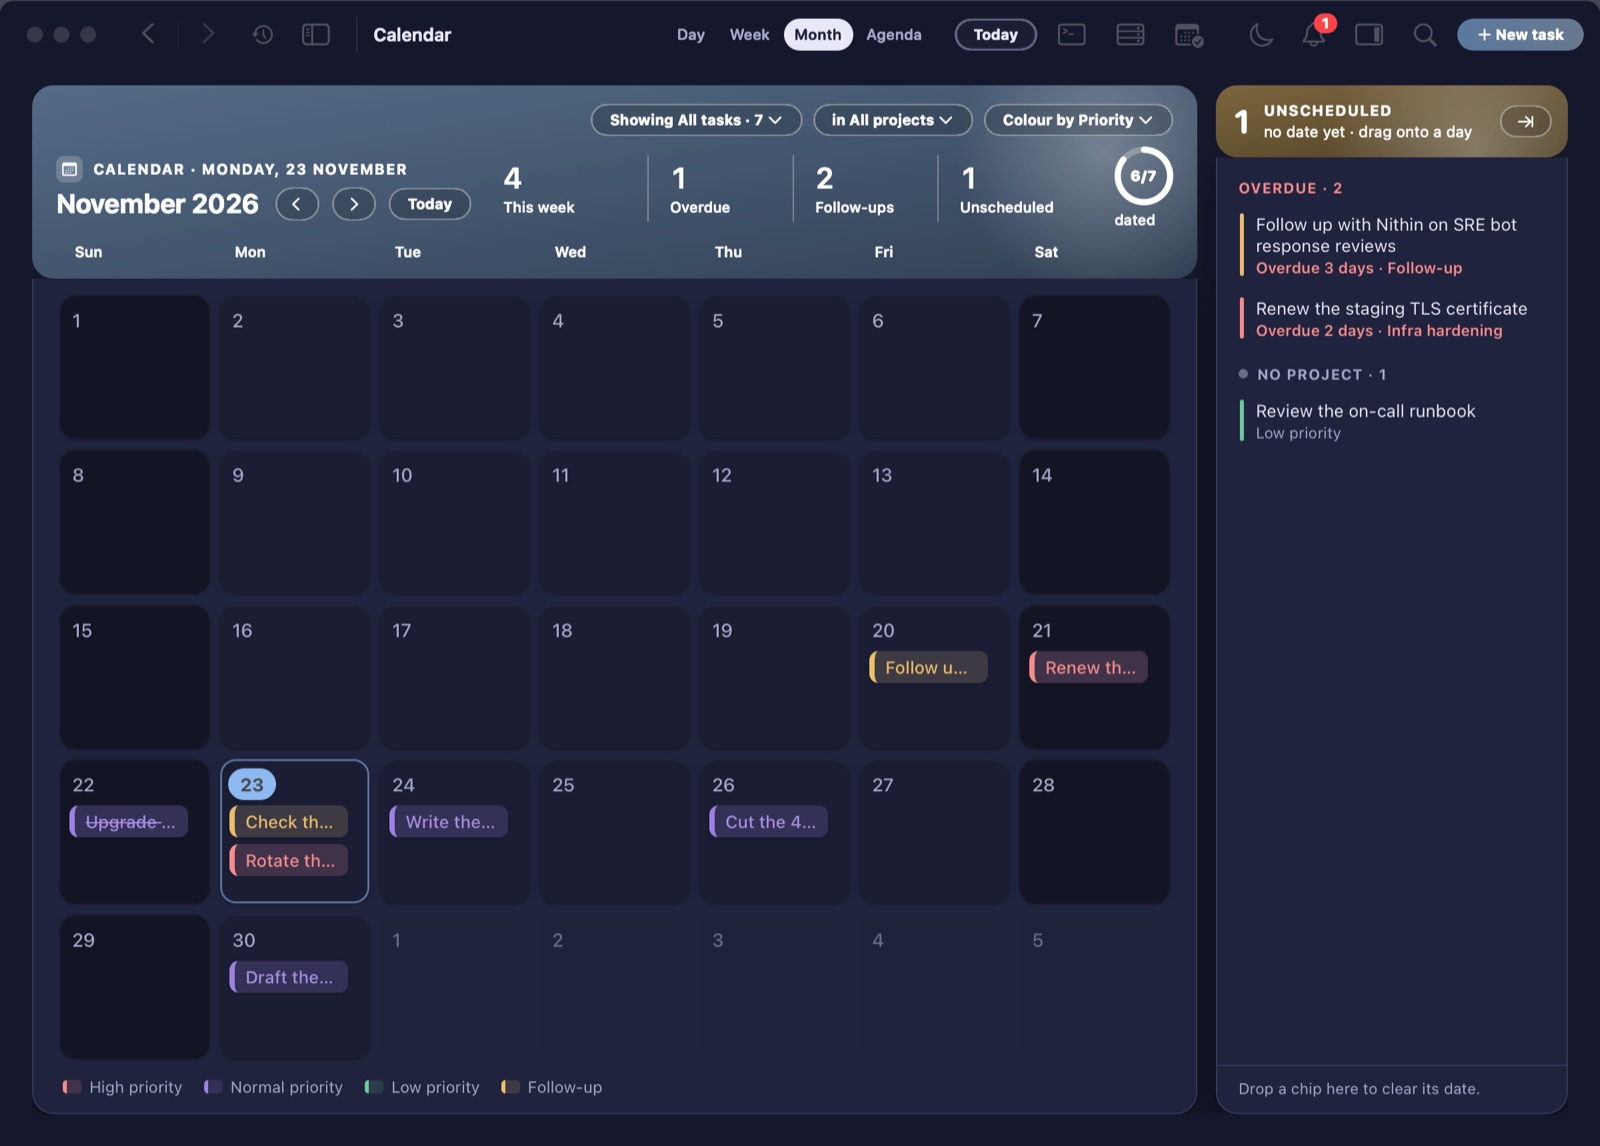 Calendar
Day Week Month Agenda Today
1
+ New task
Showing All tasks · 7
in All projects
Colour by Priority
CALENDAR · MONDAY, 23 NOVEMBER
November 2026
Today
4
This week
1
Overdue
2
Follow-ups
1
Unscheduled
6/7
dated
Sun Mon Tue Wed Thu Fri Sat
1 2 3 4 5 6 7
8 9 10 11 12 13 14
15 16 17 18 19 20 21
Follow u... Renew th...
22 23 24 25 26 27 28
Upgrade ... Check th... Write the... Cut the 4...
Rotate th...
29 30 1 2 3 4 5
Draft the...
High priority Normal priority Low priority Follow-up
1
UNSCHEDULED
no date yet · drag onto a day
OVERDUE · 2
Follow up with Nithin on SRE bot
response reviews
Overdue 3 days · Follow-up
Renew the staging TLS certificate
Overdue 2 days · Infra hardening
NO PROJECT · 1
Review the on-call runbook
Low priority
Drop a chip here to clear its date.